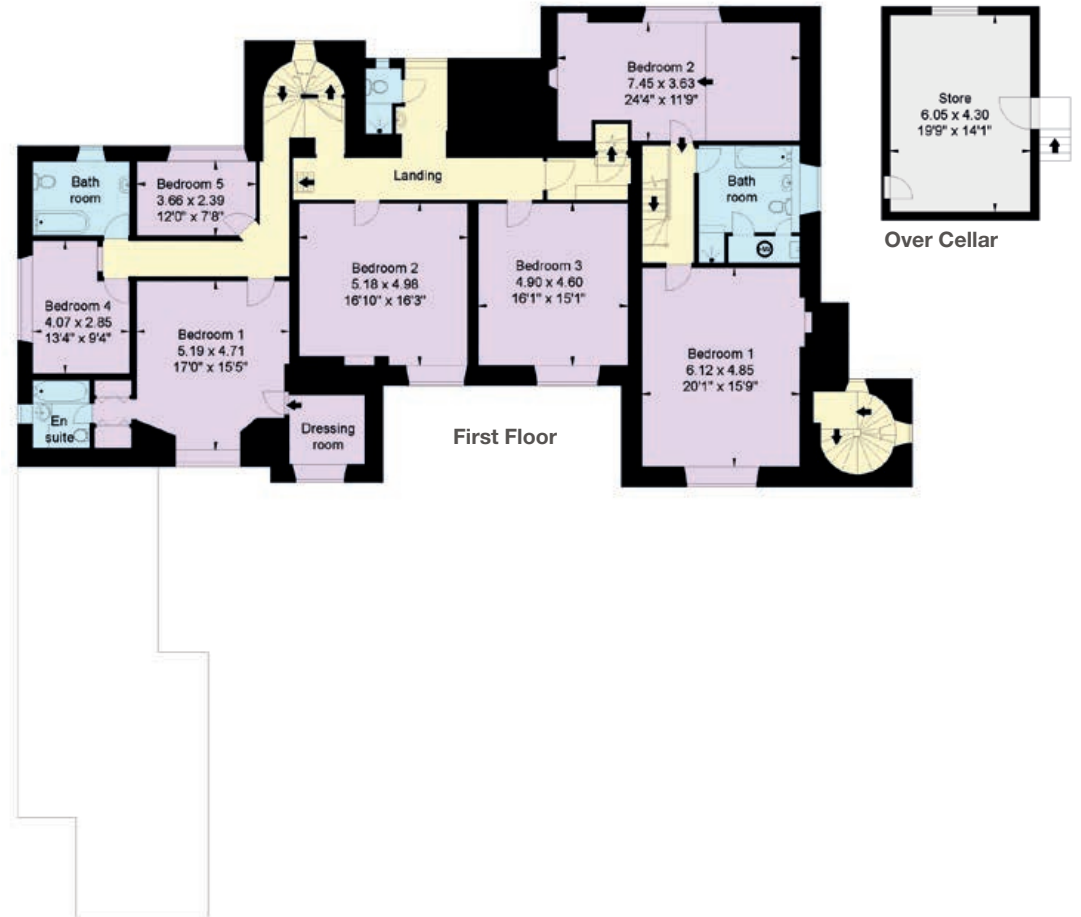 Bedroom 2
7.45 x 3.63
24'4" x 11'9"
Store
6.05 x 4.30
19'9" x 14'1"
Over Cellar
Bath
room
Bedroom 5
3.66 x 2.39
12'0" x 7'8"
Landing
Bath
room
Bedroom 4
4.07 x 2.85
13'4" x 9'4"
Bedroom 2
5.18 x 4.98
16'10" x 16'3"
Bedroom 3
4.90 x 4.60
16'1" x 15'1"
Bedroom 1
5.19 x 4.71
17'0" x 15'5"
Bedroom 1
6.12 x 4.85
20'1" x 15'9"
En
suite
Dressing
room
First Floor